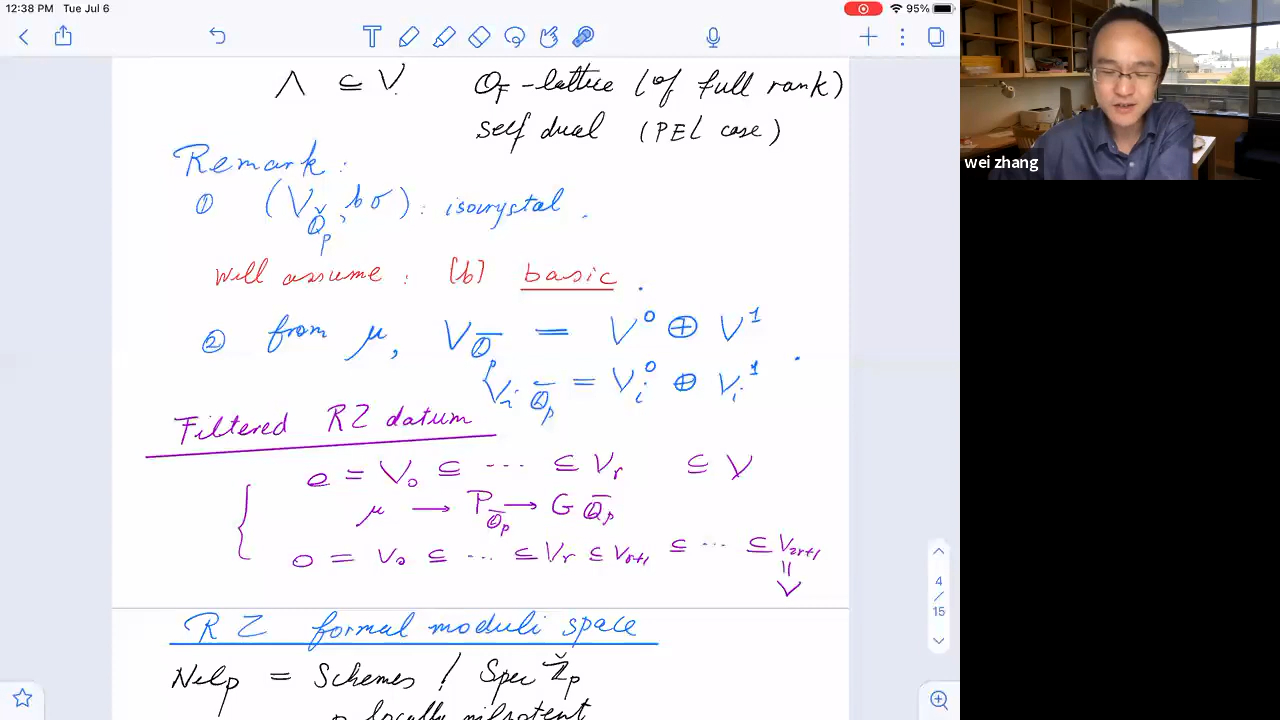 12:38 PM Tue Jul 6
95%
Λ ⊆ V. O_F-lattice (of full rank)
self dual (PEL case)
Remark:
① (V_{Q̆_p}, bσ): isocrystal.
Will assume: [b] basic.
② from μ, V_{Q̄_p} = V^0 ⊕ V^1.
V_{i, Q̄_p} = V_i^0 ⊕ V_i^1
Filtered RZ datum
0 = V_0 ⊆ ··· ⊆ V_r ⊆ V
μ → P_{Q̄_p} → G_{Q̄_p}
0 = V_0 ⊆ ··· ⊆ V_r ⊆ V_{r+1} ⊆ ··· ⊆ V_{2r+1}
=
V
RZ formal moduli space
Nilp = Schemes / Spec Z̆_p
p locally nilpotent
4
/
15
wei zhang